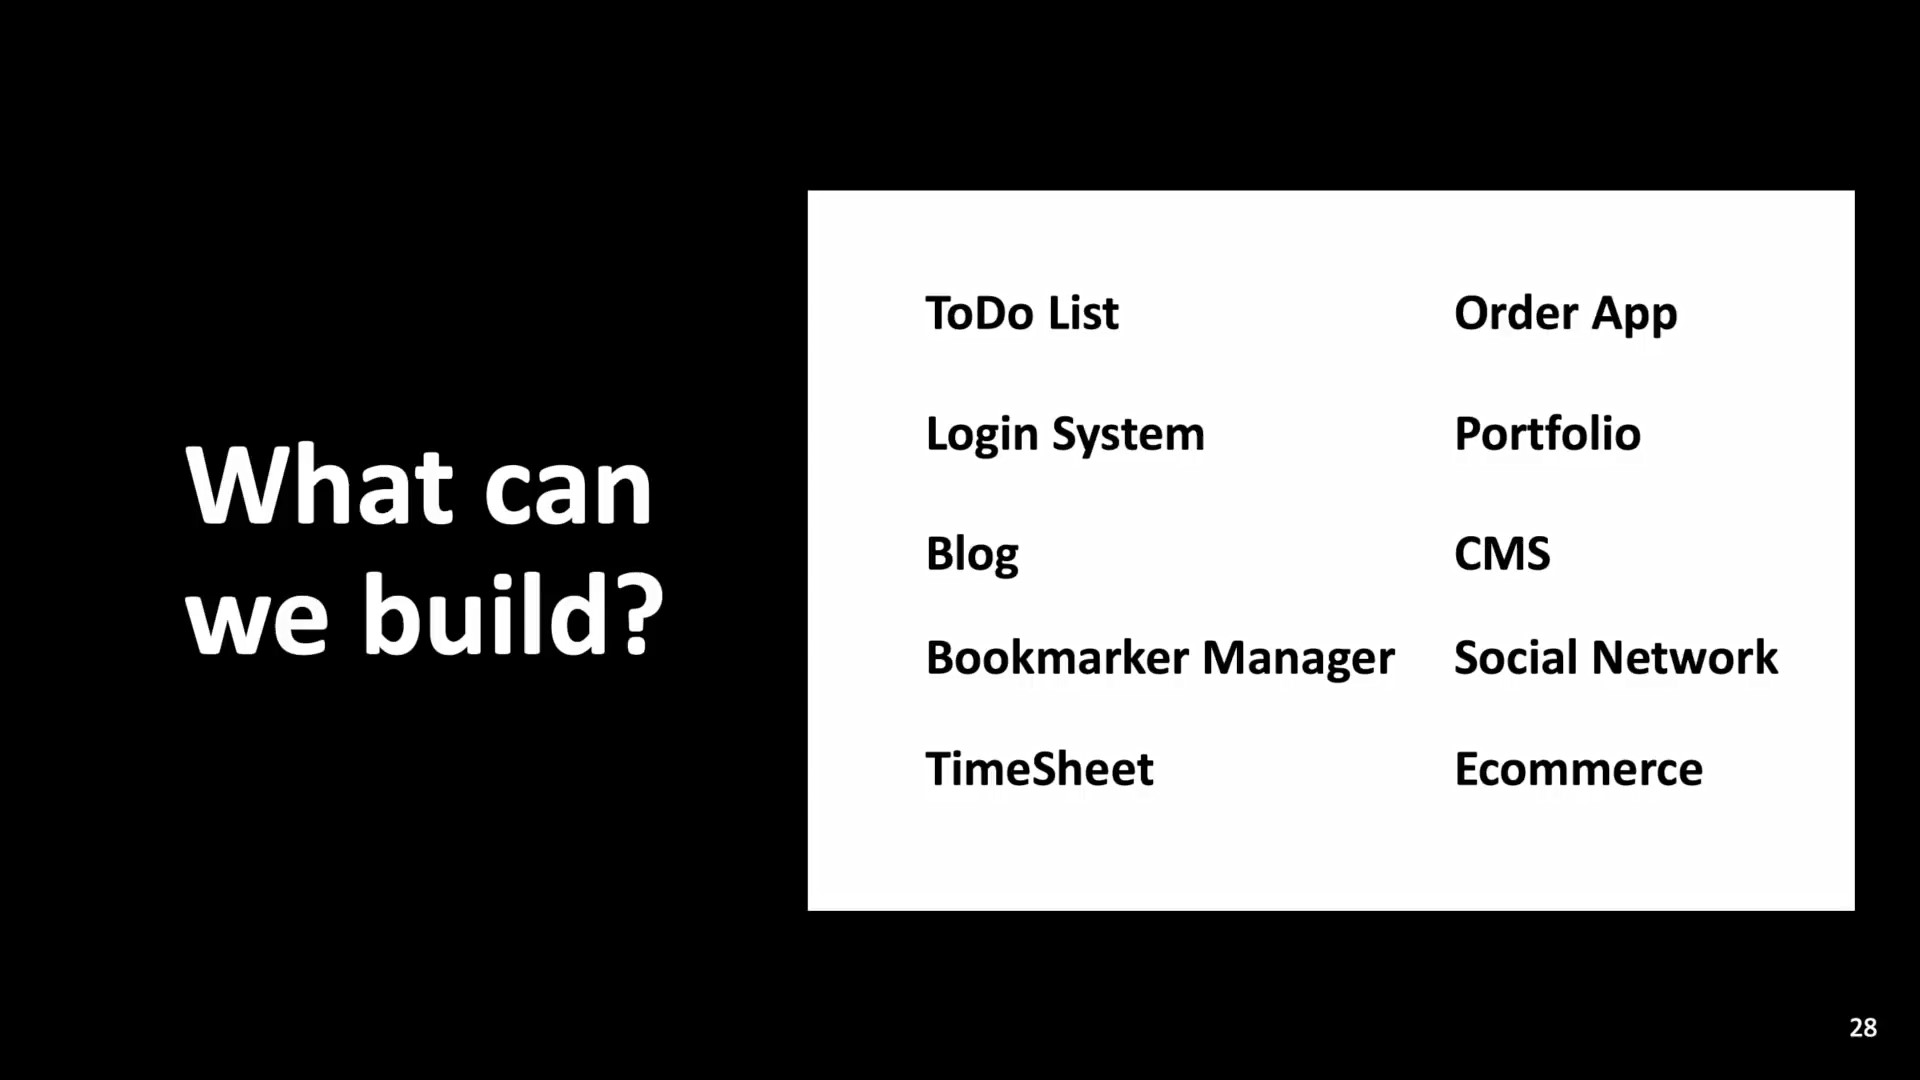 What can
we build?
ToDo List
Order App
Login System
Portfolio
Blog
CMS
Bookmarker Manager
Social Network
TimeSheet
Ecommerce
28